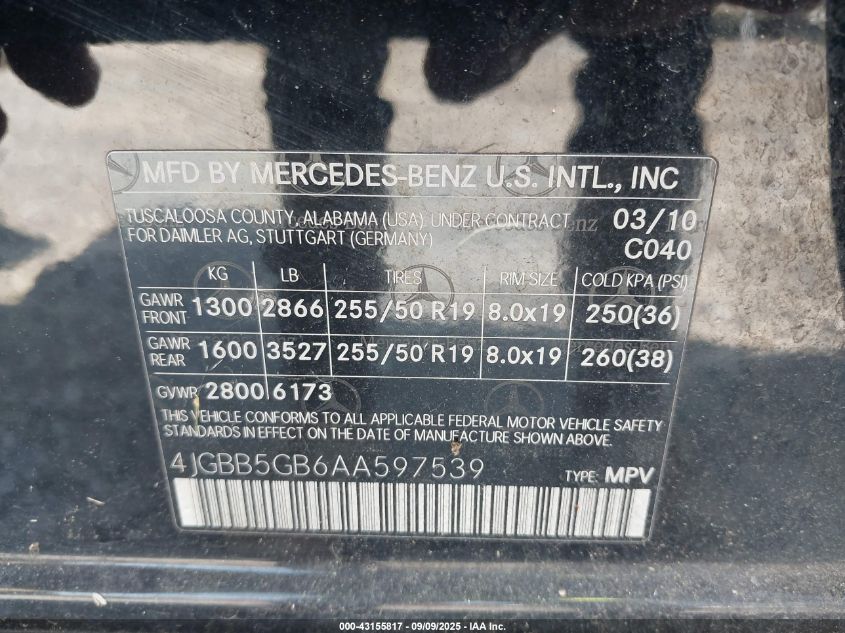 MFD BY MERCEDES-BENZ U.S. INTL., INC
TUSCALOOSA COUNTY, ALABAMA (USA) UNDER CONTRACT 03/10
FOR DAIMLER AG, STUTTGART (GERMANY) C040
KG LB TIRES RIM SIZE COLD KPA (PSI)
GAWR FRONT 1300 2866 255/50 R19 8.0x19 250(36)
GAWR REAR 1600 3527 255/50 R19 8.0x19 260(38)
GVWR 2800 6173
THIS VEHICLE CONFORMS TO ALL APPLICABLE FEDERAL MOTOR VEHICLE SAFETY
STANDARDS IN EFFECT ON THE DATE OF MANUFACTURE SHOWN ABOVE.
4JGBB5GB6AA597539 TYPE: MPV
000-43155817 - 09/09/2025 - IAA Inc.